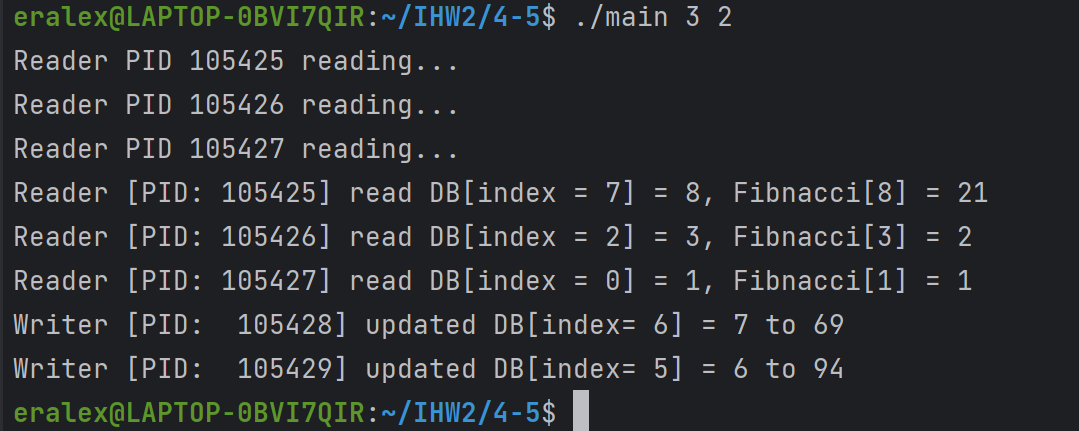 eralex@LAPTOP-0BVI7QIR:~/IHW2/4-5$ ./main 3 2
Reader PID 105425 reading...
Reader PID 105426 reading...
Reader PID 105427 reading...
Reader [PID: 105425] read DB[index = 7] = 8, Fibnacci[8] = 21
Reader [PID: 105426] read DB[index = 2] = 3, Fibnacci[3] = 2
Reader [PID: 105427] read DB[index = 0] = 1, Fibnacci[1] = 1
Writer [PID:  105428] updated DB[index= 6] = 7 to 69
Writer [PID:  105429] updated DB[index= 5] = 6 to 94
eralex@LAPTOP-0BVI7QIR:~/IHW2/4-5$